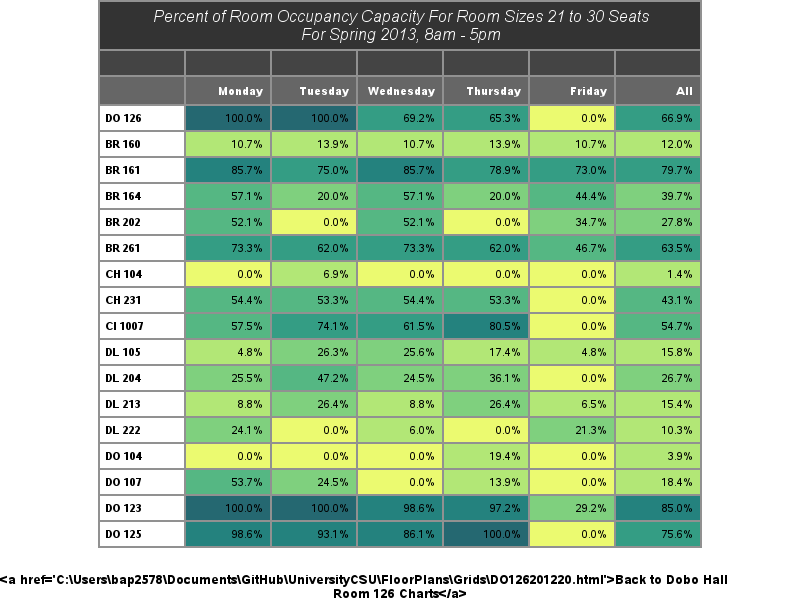 Percent of Room Occupancy Capacity For Room Sizes 21 to 30 Seats
For Spring 2013, 8am - 5pm
Monday Tuesday Wednesday Thursday Friday All
DO 126 100.0% 100.0% 69.2% 65.3% 0.0% 66.9%
BR 160 10.7% 13.9% 10.7% 13.9% 10.7% 12.0%
BR 161 85.7% 75.0% 85.7% 78.9% 73.0% 79.7%
BR 164 57.1% 20.0% 57.1% 20.0% 44.4% 39.7%
BR 202 52.1% 0.0% 52.1% 0.0% 34.7% 27.8%
BR 261 73.3% 62.0% 73.3% 62.0% 46.7% 63.5%
CH 104 0.0% 6.9% 0.0% 0.0% 0.0% 1.4%
CH 231 54.4% 53.3% 54.4% 53.3% 0.0% 43.1%
CI 1007 57.5% 74.1% 61.5% 80.5% 0.0% 54.7%
DL 105 4.8% 26.3% 25.6% 17.4% 4.8% 15.8%
DL 204 25.5% 47.2% 24.5% 36.1% 0.0% 26.7%
DL 213 8.8% 26.4% 8.8% 26.4% 6.5% 15.4%
DL 222 24.1% 0.0% 6.0% 0.0% 21.3% 10.3%
DO 104 0.0% 0.0% 0.0% 19.4% 0.0% 3.9%
DO 107 53.7% 24.5% 0.0% 13.9% 0.0% 18.4%
DO 123 100.0% 100.0% 98.6% 97.2% 29.2% 85.0%
DO 125 98.6% 93.1% 86.1% 100.0% 0.0% 75.6%
<a href='C:\Users\bap2578\Documents\GitHub\UniversityCSU\FloorPlans\Grids\DO126201220.html'>Back to Dobo Hall
Room 126 Charts</a>